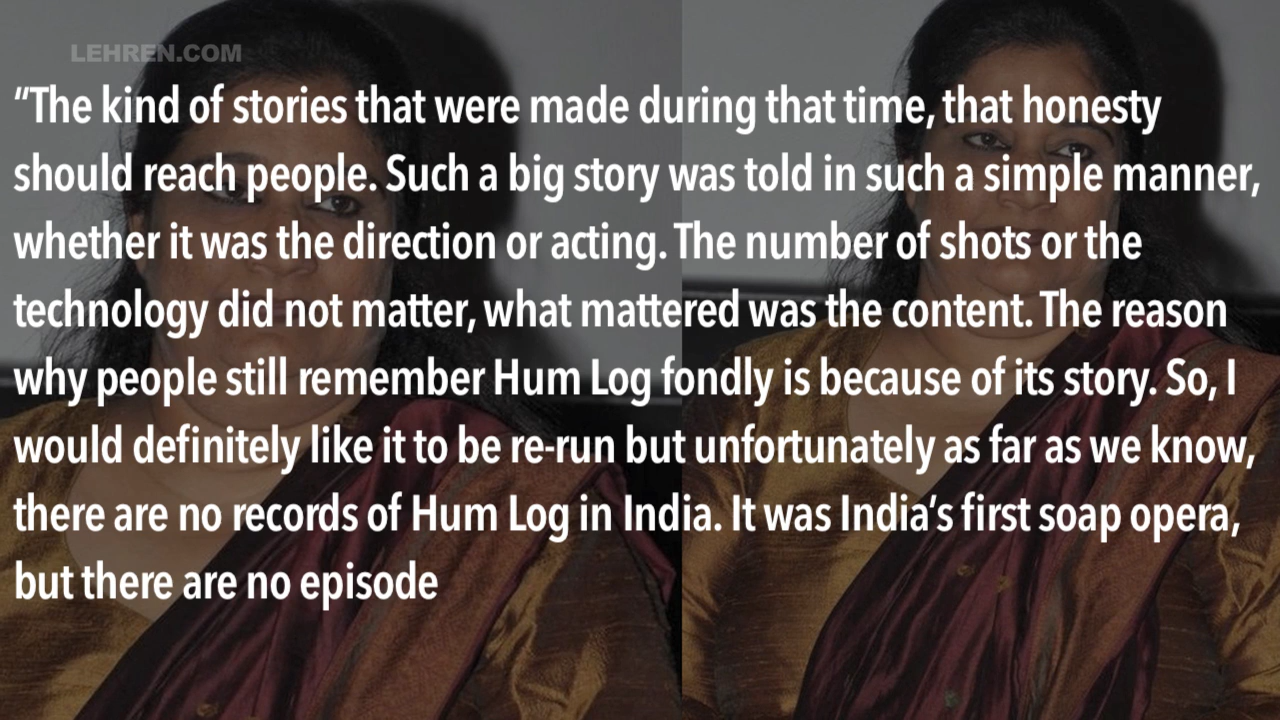 LEHREN.COM
“The kind of stories that were made during that time, that honesty
should reach people. Such a big story was told in such a simple manner,
whether it was the direction or acting. The number of shots or the
technology did not matter, what mattered was the content. The reason
why people still remember Hum Log fondly is because of its story. So, I
would definitely like it to be re-run but unfortunately as far as we know,
there are no records of Hum Log in India. It was India‘s first soap opera,
but there are no episode